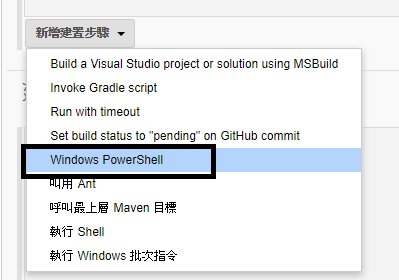 新增建置步驟
Build a Visual Studio project or solution using MSBuild
Invoke Gradle script
Run with timeout
Set build status to "pending" on GitHub commit
Windows PowerShell
叫用 Ant
呼叫最上層 Maven 目標
執行 Shell
執行 Windows 批次指令